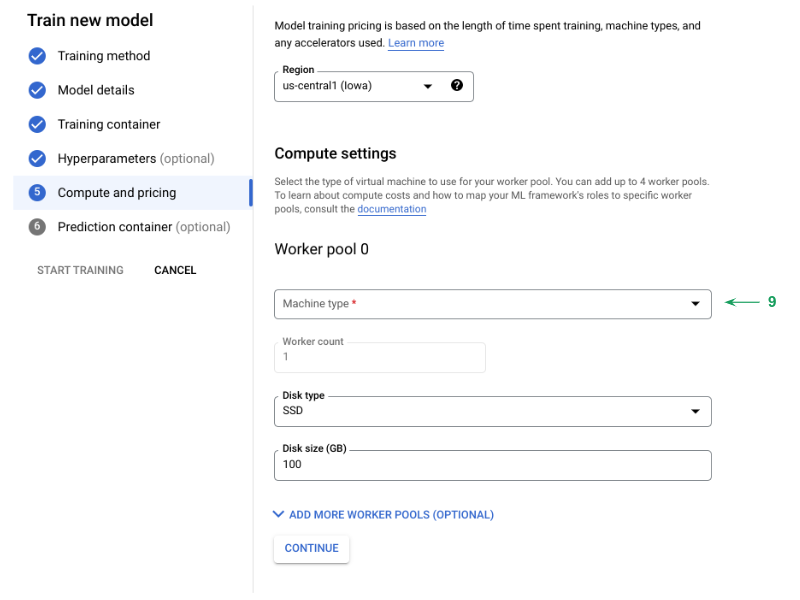 Train new model
Training method
Model details
Training container
Hyperparameters (optional)
5 Compute and pricing
6 Prediction container (optional)
START TRAINING CANCEL
Model training pricing is based on the length of time spent training, machine types, and
any accelerators used. Learn more
Region
us-central1 (Iowa)
?
Compute settings
Select the type of virtual machine to use for your worker pool. You can add up to 4 worker pools.
To learn about compute costs and how to map your ML framework's roles to specific worker
pools, consult the documentation
Worker pool 0
Machine type *
9
Worker count
1
Disk type
SSD
Disk size (GB)
100
ADD MORE WORKER POOLS (OPTIONAL)
CONTINUE